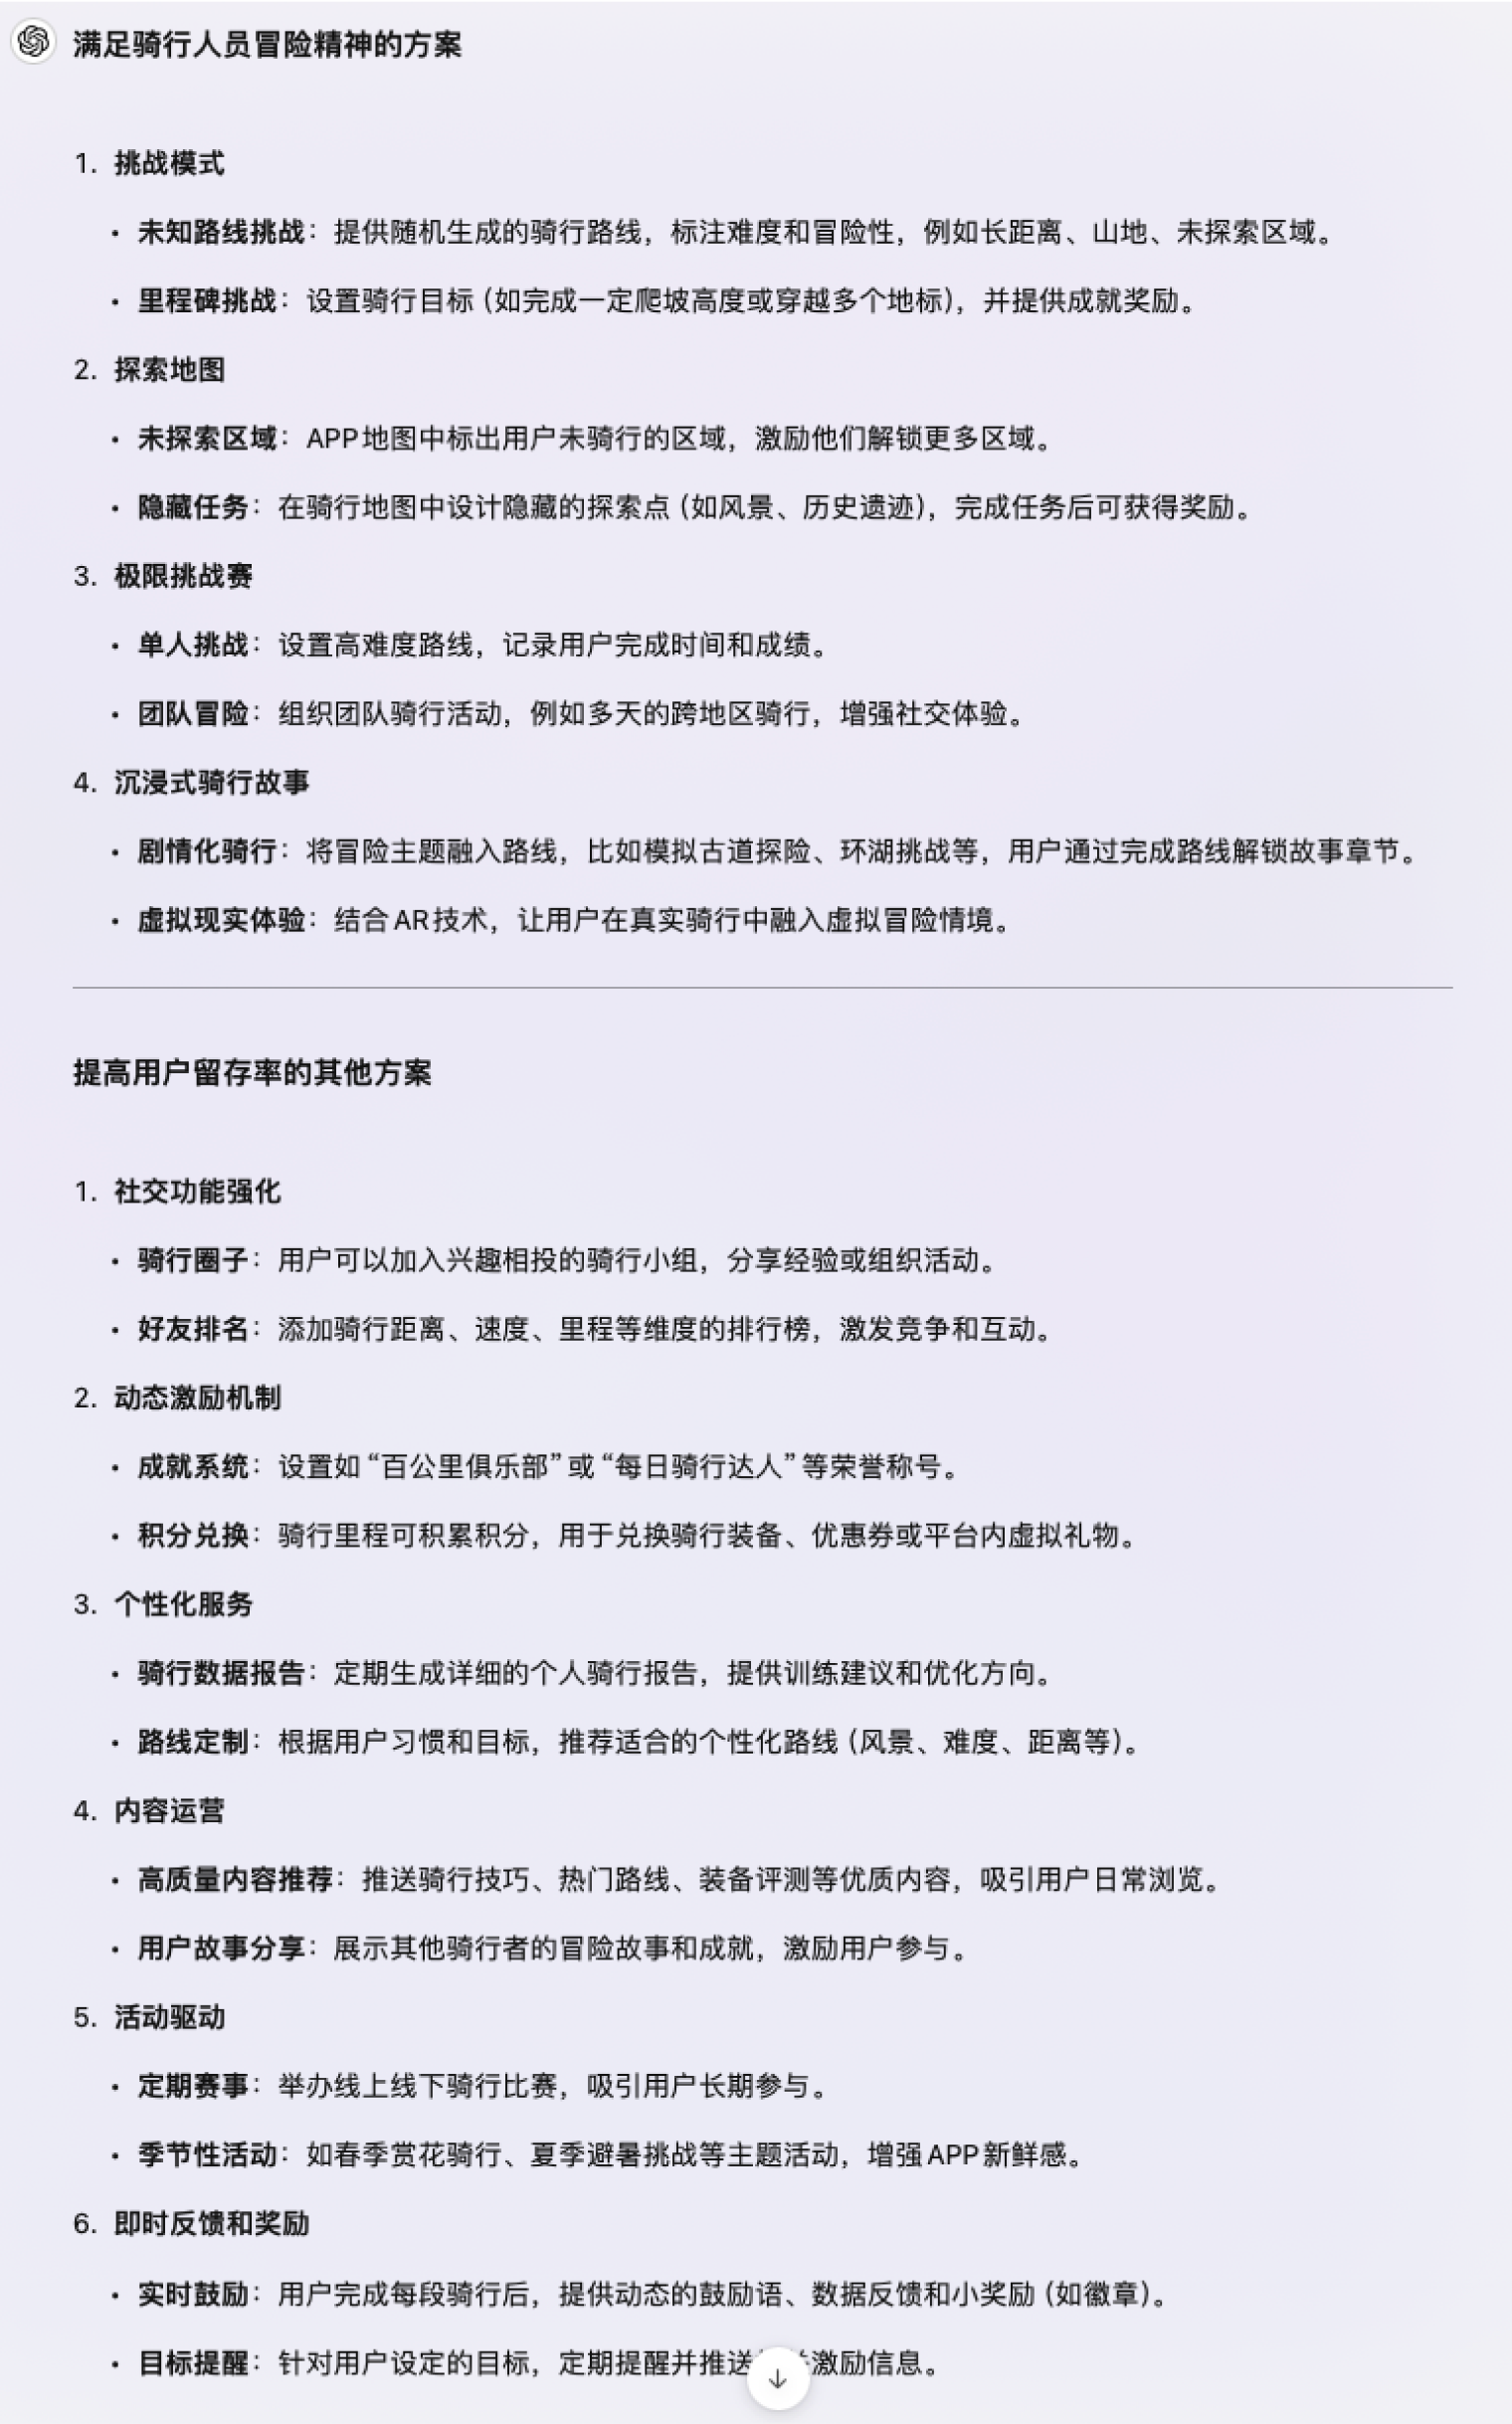 满足骑行人员冒险精神的方案
1. 挑战模式
• 未知路线挑战：提供随机生成的骑行路线，标注难度和冒险性，例如长距离、山地、未探索区域。
• 里程碑挑战：设置骑行目标（如完成一定爬坡高度或穿越多个地标），并提供成就奖励。
2. 探索地图
• 未探索区域：APP地图中标出用户未骑行的区域，激励他们解锁更多区域。
• 隐藏任务：在骑行地图中设计隐藏的探索点（如风景、历史遗迹），完成任务后可获得奖励。
3. 极限挑战赛
• 单人挑战：设置高难度路线，记录用户完成时间和成绩。
• 团队冒险：组织团队骑行活动，例如多天的跨地区骑行，增强社交体验。
4. 沉浸式骑行故事
• 剧情化骑行：将冒险主题融入路线，比如模拟古道探险、环湖挑战等，用户通过完成路线解锁故事章节。
• 虚拟现实体验：结合AR技术，让用户在真实骑行中融入虚拟冒险情境。
提高用户留存率的其他方案
1. 社交功能强化
• 骑行圈子：用户可以加入兴趣相投的骑行小组，分享经验或组织活动。
• 好友排名：添加骑行距离、速度、里程等维度的排行榜，激发竞争和互动。
2. 动态激励机制
• 成就系统：设置如“百公里俱乐部”或“每日骑行达人”等荣誉称号。
• 积分兑换：骑行里程可积累积分，用于兑换骑行装备、优惠券或平台内虚拟礼物。
3. 个性化服务
• 骑行数据报告：定期生成详细的个人骑行报告，提供训练建议和优化方向。
• 路线定制：根据用户习惯和目标，推荐适合的个性化路线（风景、难度、距离等）。
4. 内容运营
• 高质量内容推荐：推送骑行技巧、热门路线、装备评测等优质内容，吸引用户日常浏览。
• 用户故事分享：展示其他骑行者的冒险故事和成就，激励用户参与。
5. 活动驱动
• 定期赛事：举办线上线下骑行比赛，吸引用户长期参与。
• 季节性活动：如春季赏花骑行、夏季避暑挑战等主题活动，增强APP新鲜感。
6. 即时反馈和奖励
• 实时鼓励：用户完成每段骑行后，提供动态的鼓励语、数据反馈和小奖励（如徽章）。
• 目标提醒：针对用户设定的目标，定期提醒并推送激励信息。